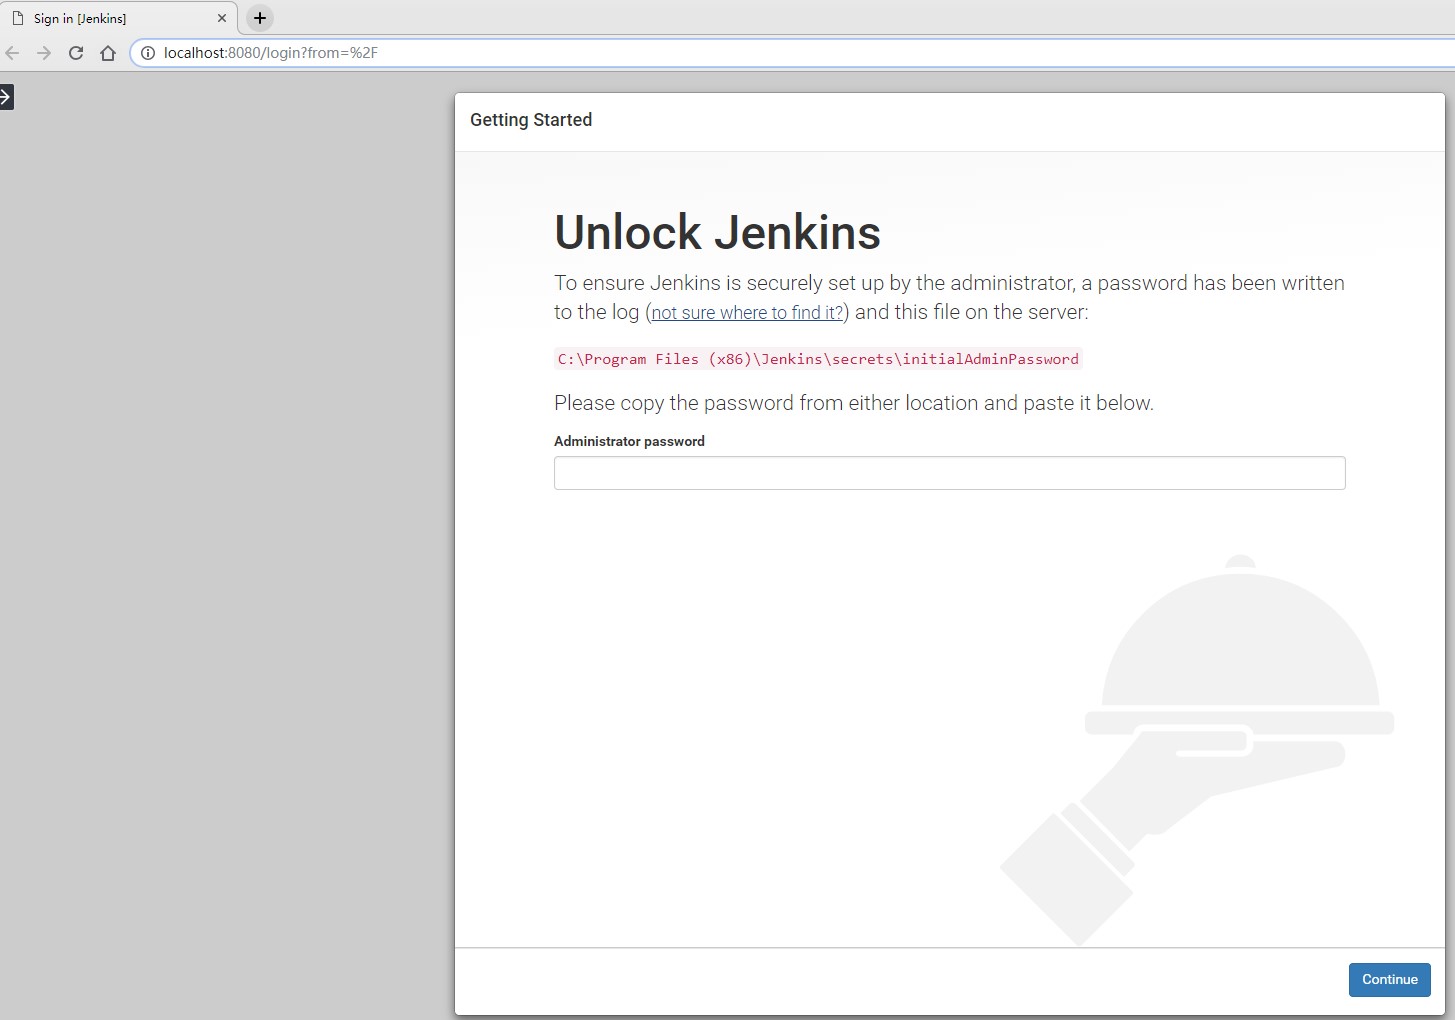 Sign in [Jenkins]
localhost:8080/login?from=%2F
Getting Started
Unlock Jenkins
To ensure Jenkins is securely set up by the administrator, a password has been written
to the log (not sure where to find it?) and this file on the server:
C:\Program Files (x86)\Jenkins\secrets\initialAdminPassword
Please copy the password from either location and paste it below.
Administrator password
Continue